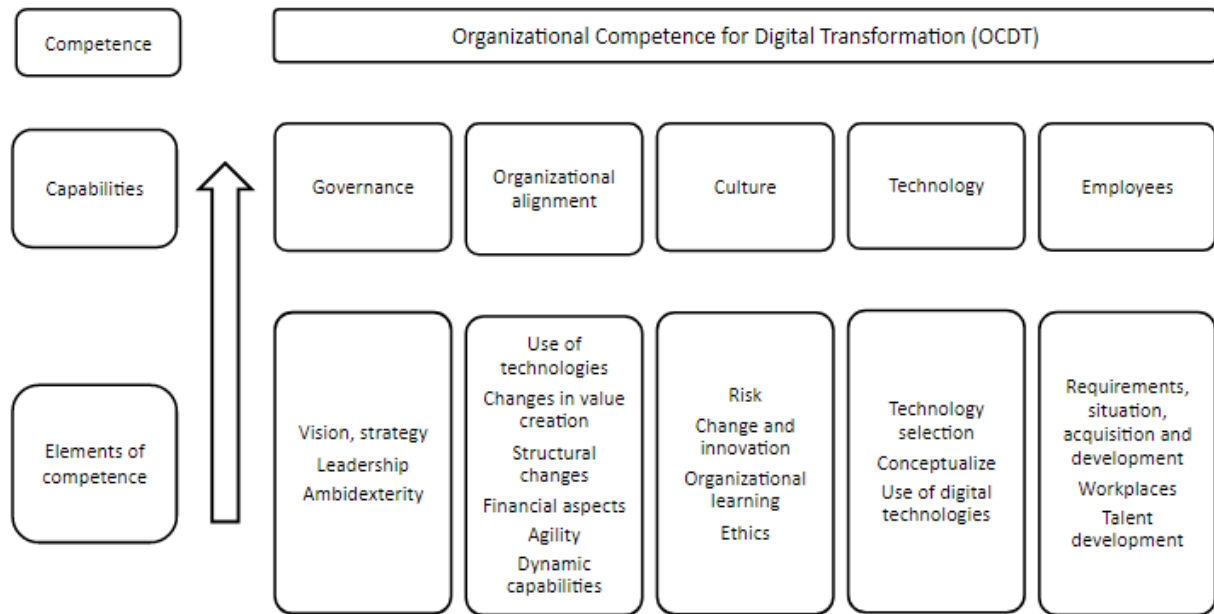 Competence
Organizational Competence for Digital Transformation (OCDT)
Capabilities
Governance
Organizational
alignment
Culture
Technology
Employees
Elements of
competence
Vision, strategy
Leadership
Ambidexterity
Use of
technologies
Changes in value
creation
Structural
changes
Financial aspects
Agility
Dynamic
capabilities
Risk
Change and
innovation
Organizational
learning
Ethics
Technology
selection
Conceptualize
Use of digital
technologies
Requirements,
situation,
acquisition and
development
Workplaces
Talent
development